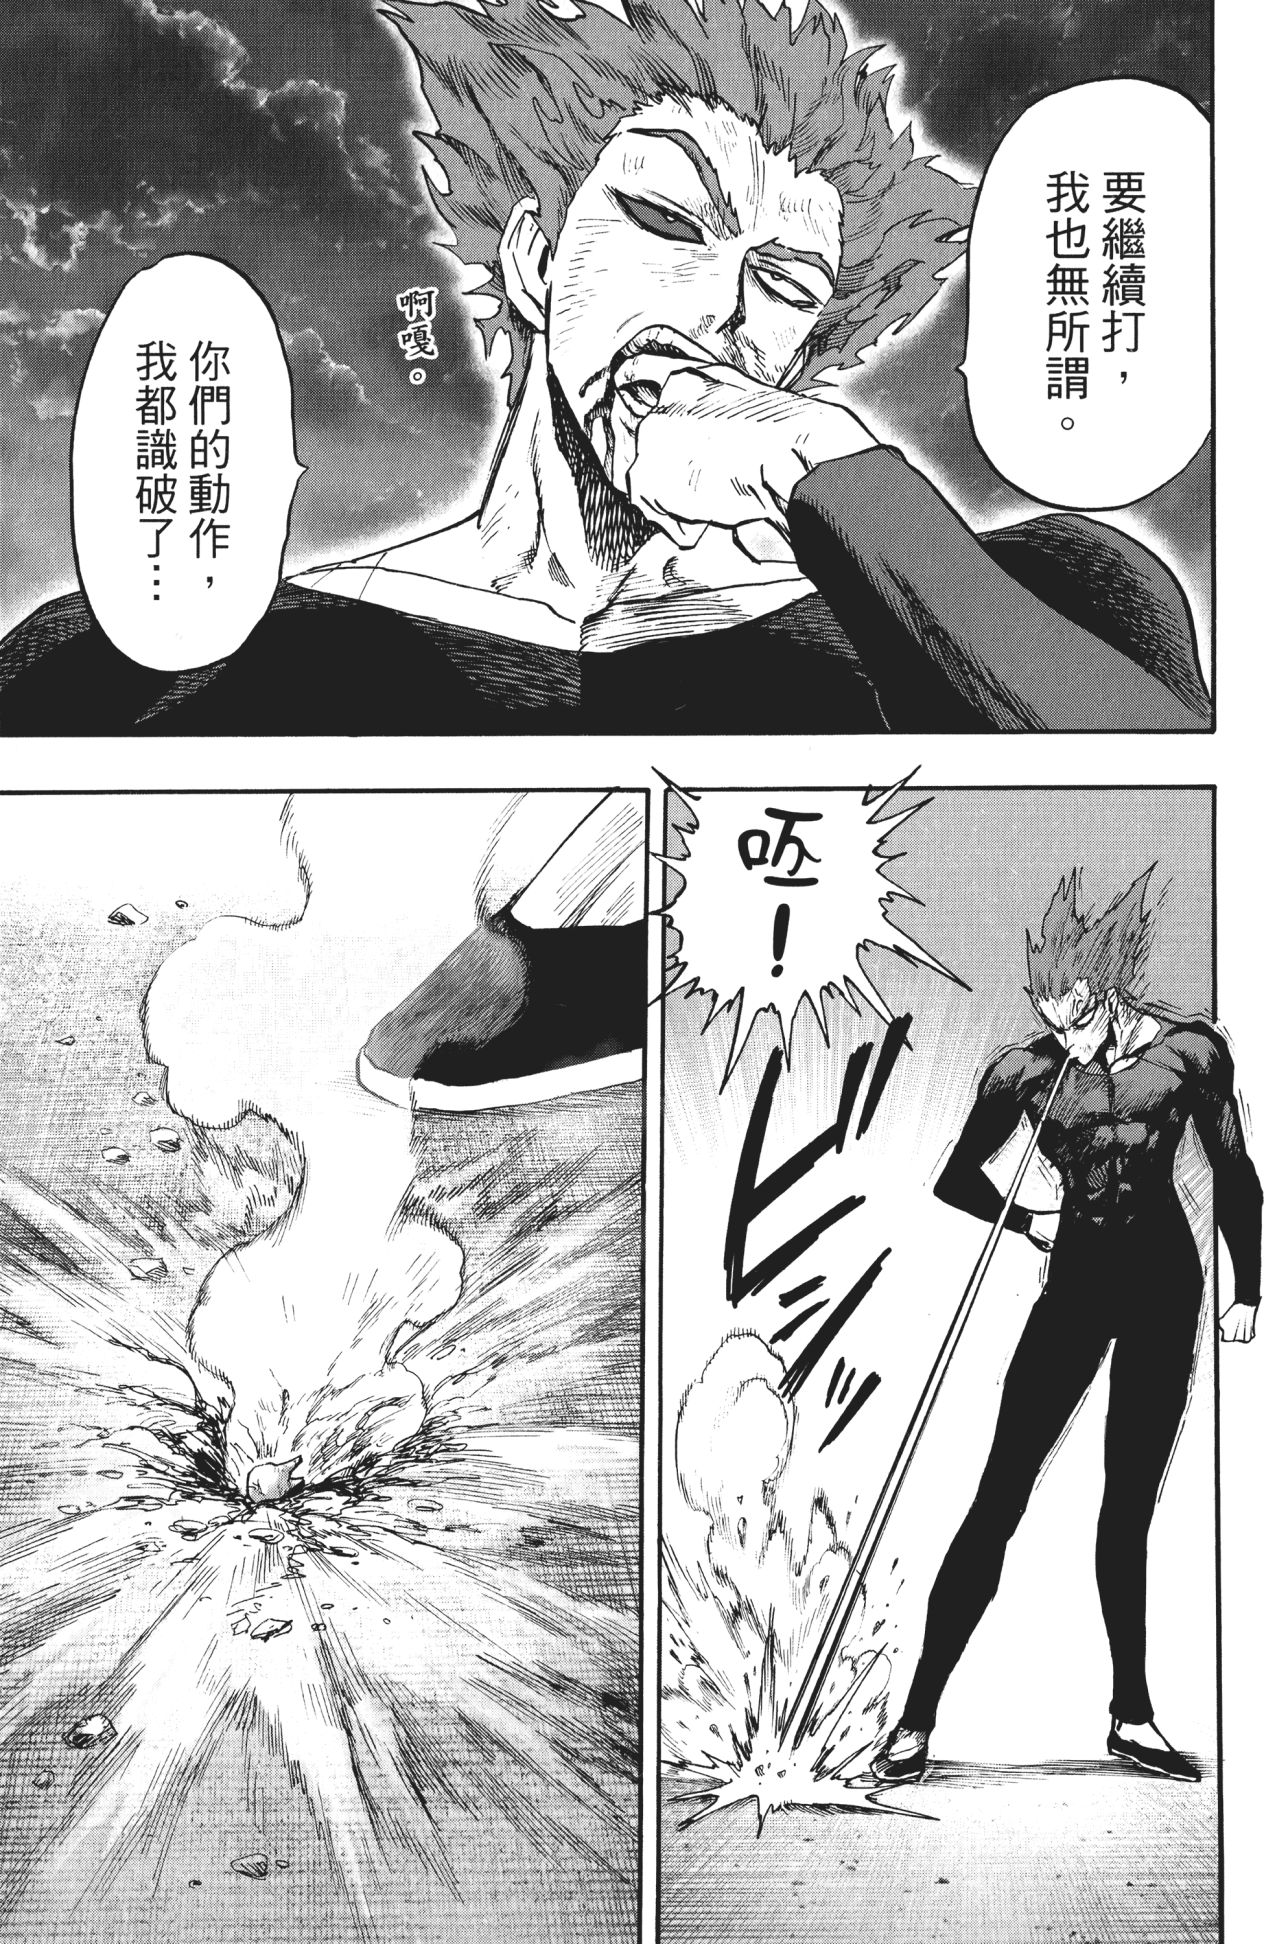 要繼續打，
我也無所謂。
啊嘎。
你們的動作，
我都識破了…
呸！
ビシッ